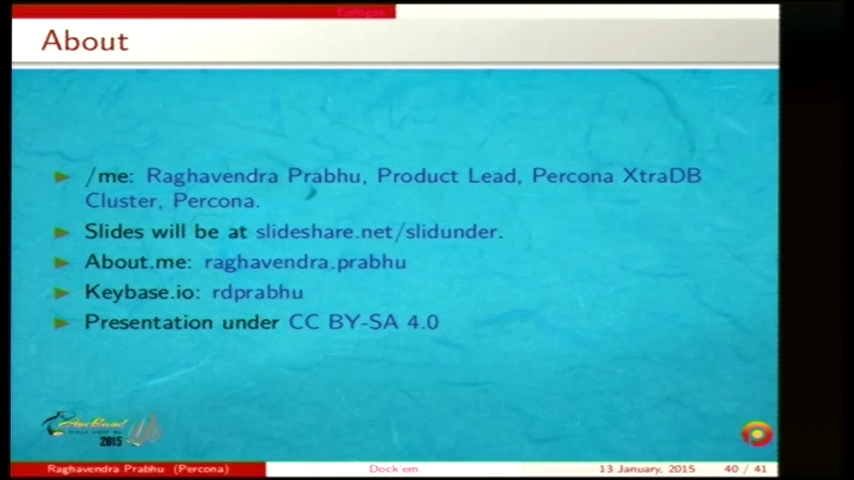 Epilogue
About
/me: Raghavendra Prabhu, Product Lead, Percona XtraDB
Cluster, Percona.
Slides will be at slideshare.net/slidunder.
About.me: raghavendra.prabhu
Keybase.io: rdprabhu
Presentation under CC BY-SA 4.0
2015
Raghavendra Prabhu (Percona)
Dock'em
13 January, 2015
40 / 41